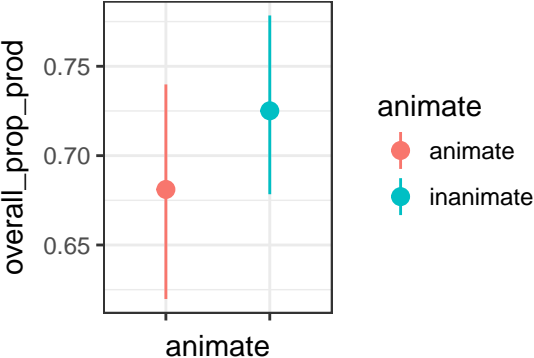 overall_prop_prod
0.75
0.70
0.65
animate
animate
animate
inanimate